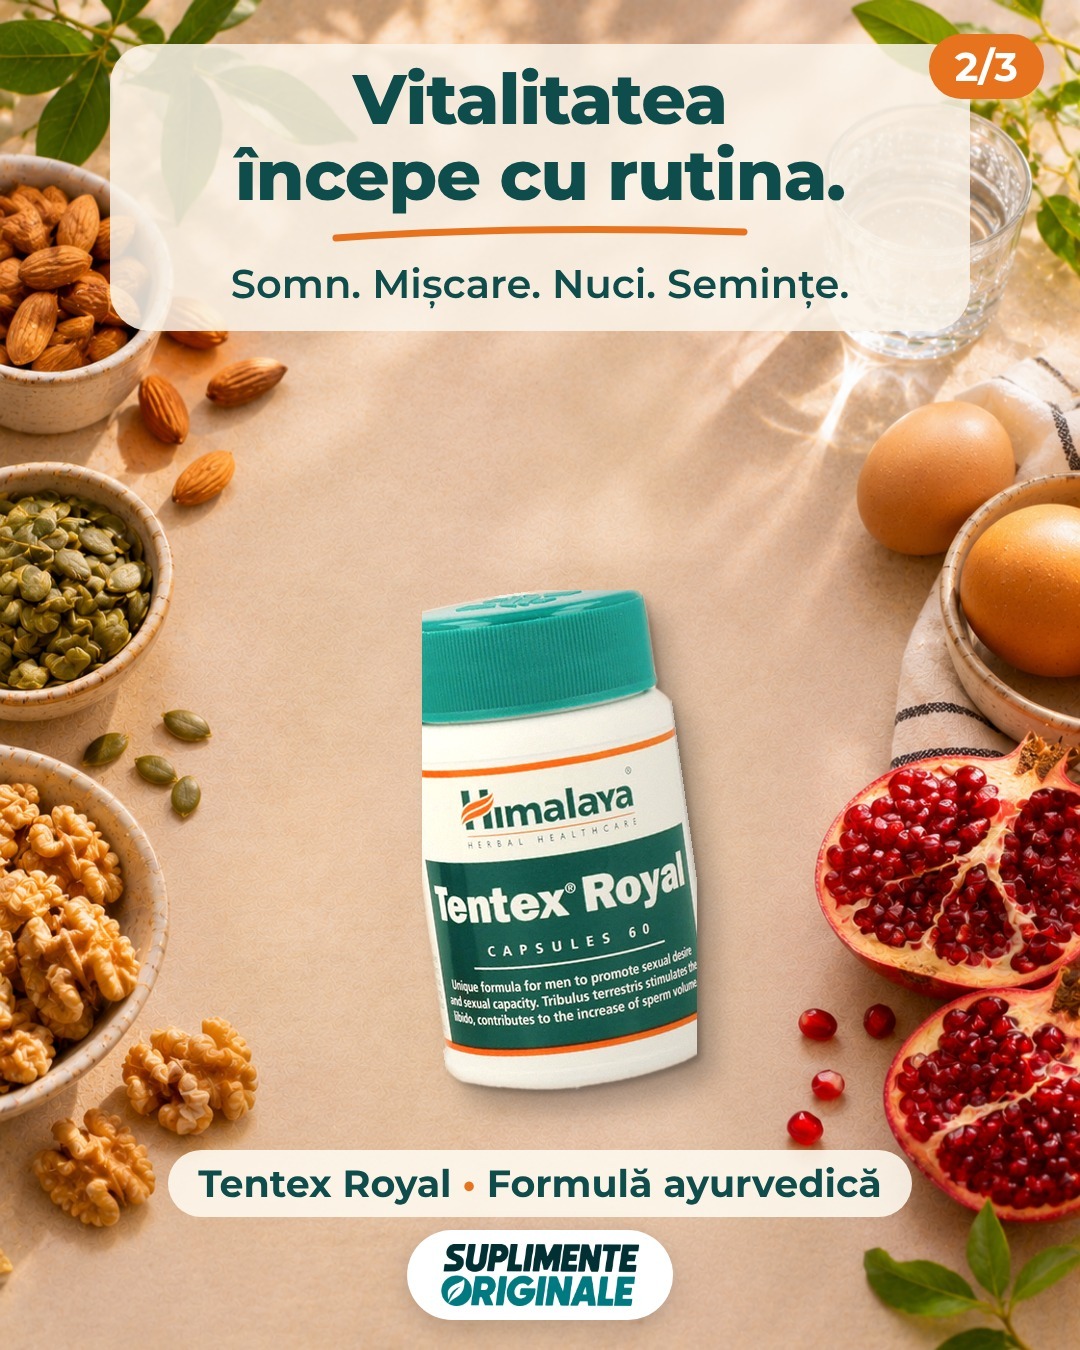 2/3
Vitalitatea
începe cu rutina.
Somn. Mișcare. Nuci. Semințe.
®
Himalaya
HERBAL HEALTHCARE
Tentex® Royal
CAPSULES 60
Unique formula for men to promote sexual desire
and sexual capacity. Tribulus terrestris stimulates the
libido, contributes to the increase of sperm volume
Tentex Royal • Formulă ayurvedică
SUPLIMENTE
ORIGINALE